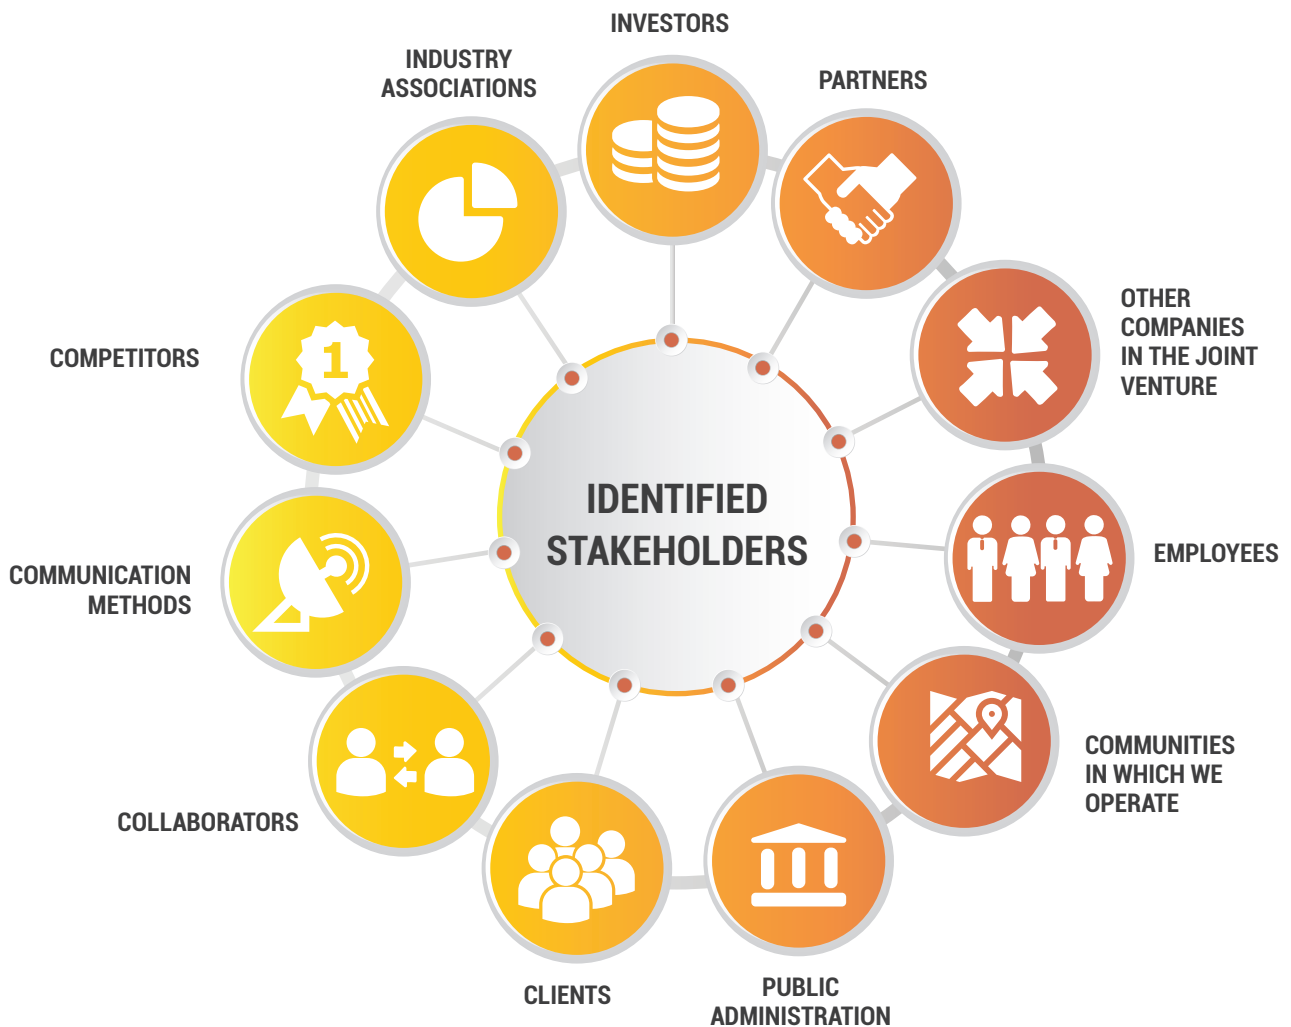 INVESTORS
INDUSTRY
ASSOCIATIONS
PARTNERS
OTHER
COMPANIES
IN THE JOINT
VENTURE
COMPETITORS
1
IDENTIFIED
STAKEHOLDERS
EMPLOYEES
COMMUNICATION
METHODS
COMMUNITIES
IN WHICH WE
OPERATE
COLLABORATORS
CLIENTS
PUBLIC
ADMINISTRATION